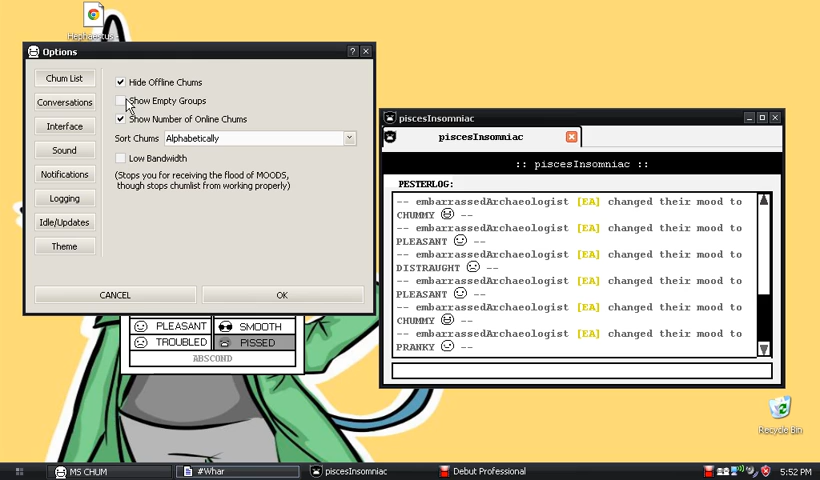 Hephaestus -
Options
?
Chum List
Conversations
Interface
Sound
Notifications
Logging
Idle/Updates
Theme
Hide Offline Chums
Show Empty Groups
Show Number of Online Chums
Sort Chums Alphabetically
Low Bandwidth
(Stops you for receiving the flood of MOODS,
though stops chumlist from working properly)
CANCEL OK
PLEASANT SMOOTH
TROUBLED PISSED
ABSCOND
piscesInsomniac
piscesInsomniac
:: piscesInsomniac ::
PESTERLOG:
-- embarrassedArchaeologist [EA] changed their mood to
CHUMMY --
-- embarrassedArchaeologist [EA] changed their mood to
PLEASANT --
-- embarrassedArchaeologist [EA] changed their mood to
DISTRAUGHT --
-- embarrassedArchaeologist [EA] changed their mood to
PLEASANT --
-- embarrassedArchaeologist [EA] changed their mood to
CHUMMY --
-- embarrassedArchaeologist [EA] changed their mood to
PRANKY --
Recycle Bin
MS CHUM #Whar piscesInsomniac Debut Professional 5:52 PM